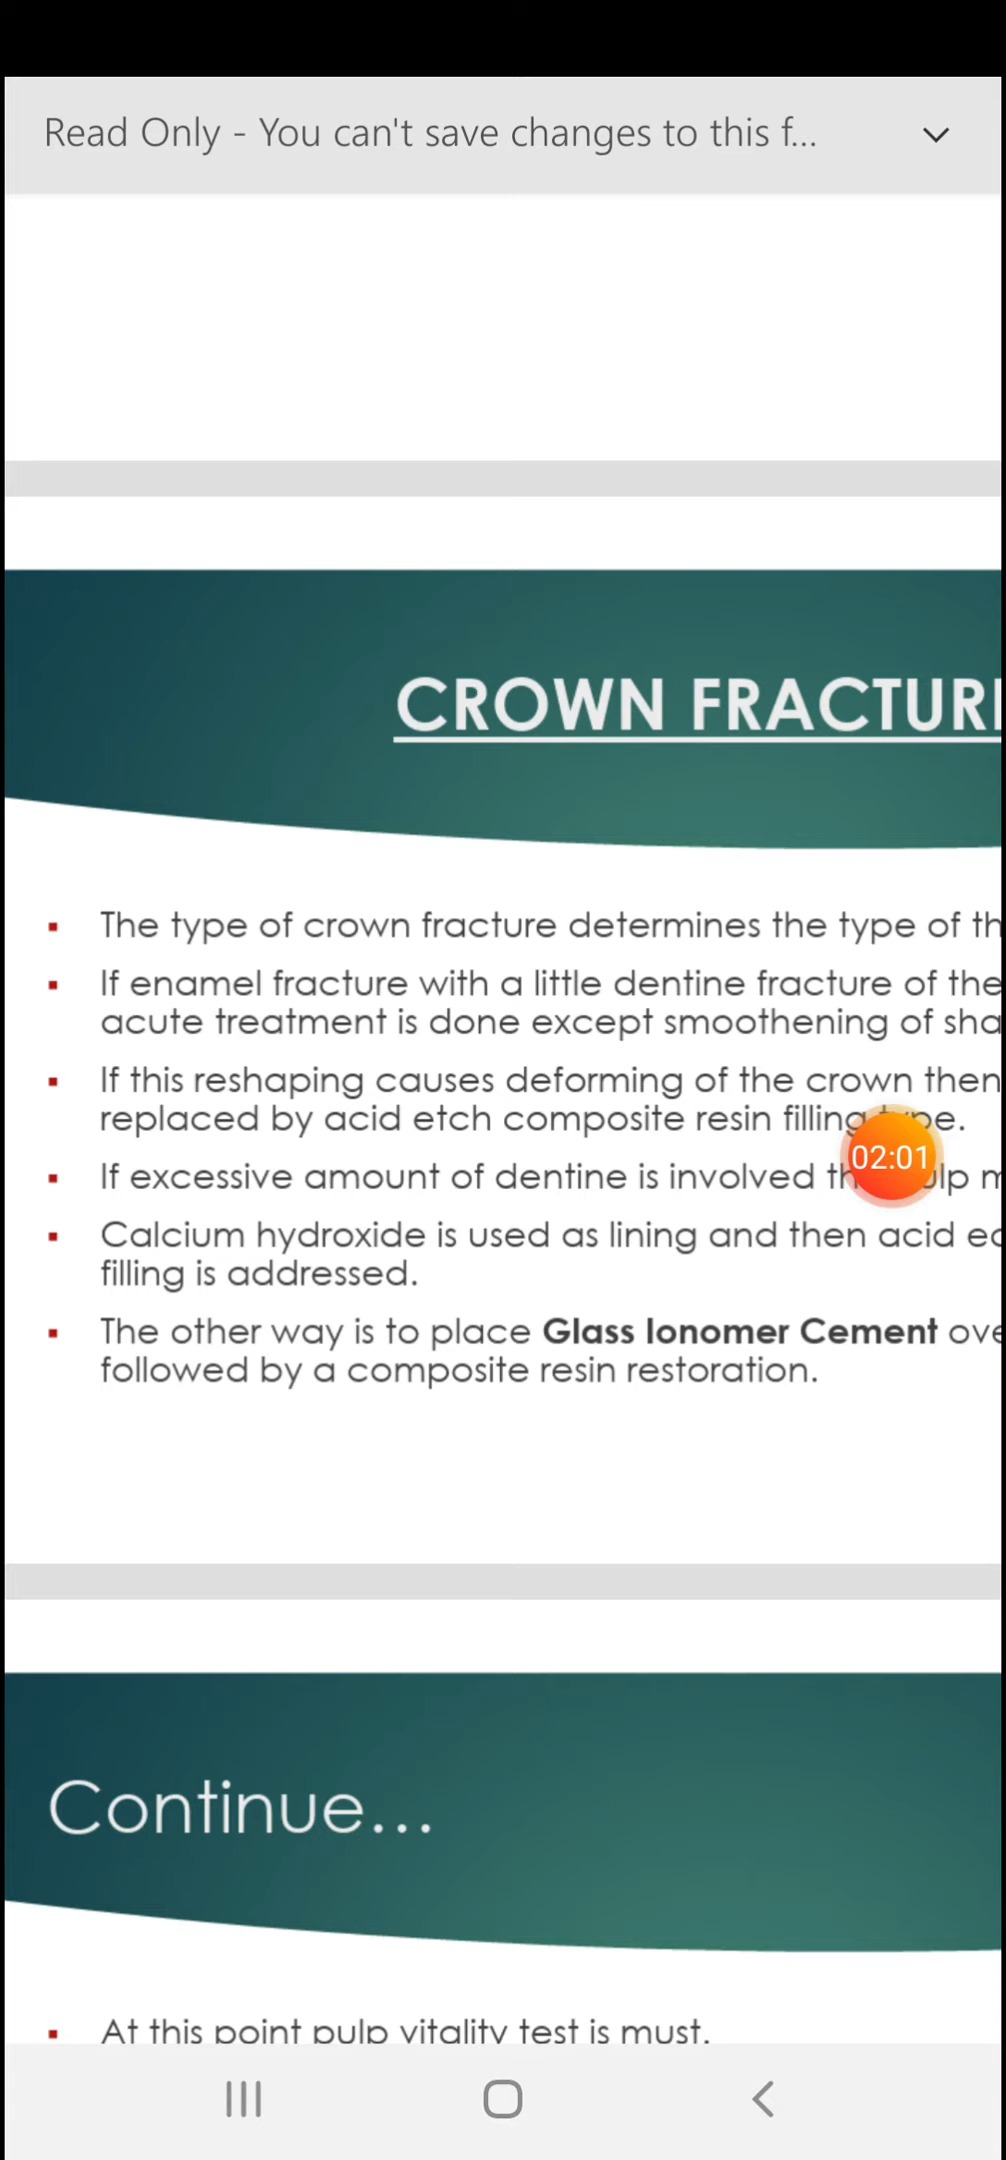 Read Only - You can't save changes to this f...
CROWN FRACTUR
The type of crown fracture determines the type of
If enamel fracture with a little dentine fracture of the
acute treatment is done except smoothening of
If this reshaping causes deforming of the crown then
replaced by acid etch composite resin filling
02:01
If excessive amount of dentine is involved
Calcium hydroxide is used as lining and then acid
filling is addressed.
The other way is to place Glass Ionomer Cement
followed by a composite resin restoration.
Continue...
At this point pulp vitality test is must.